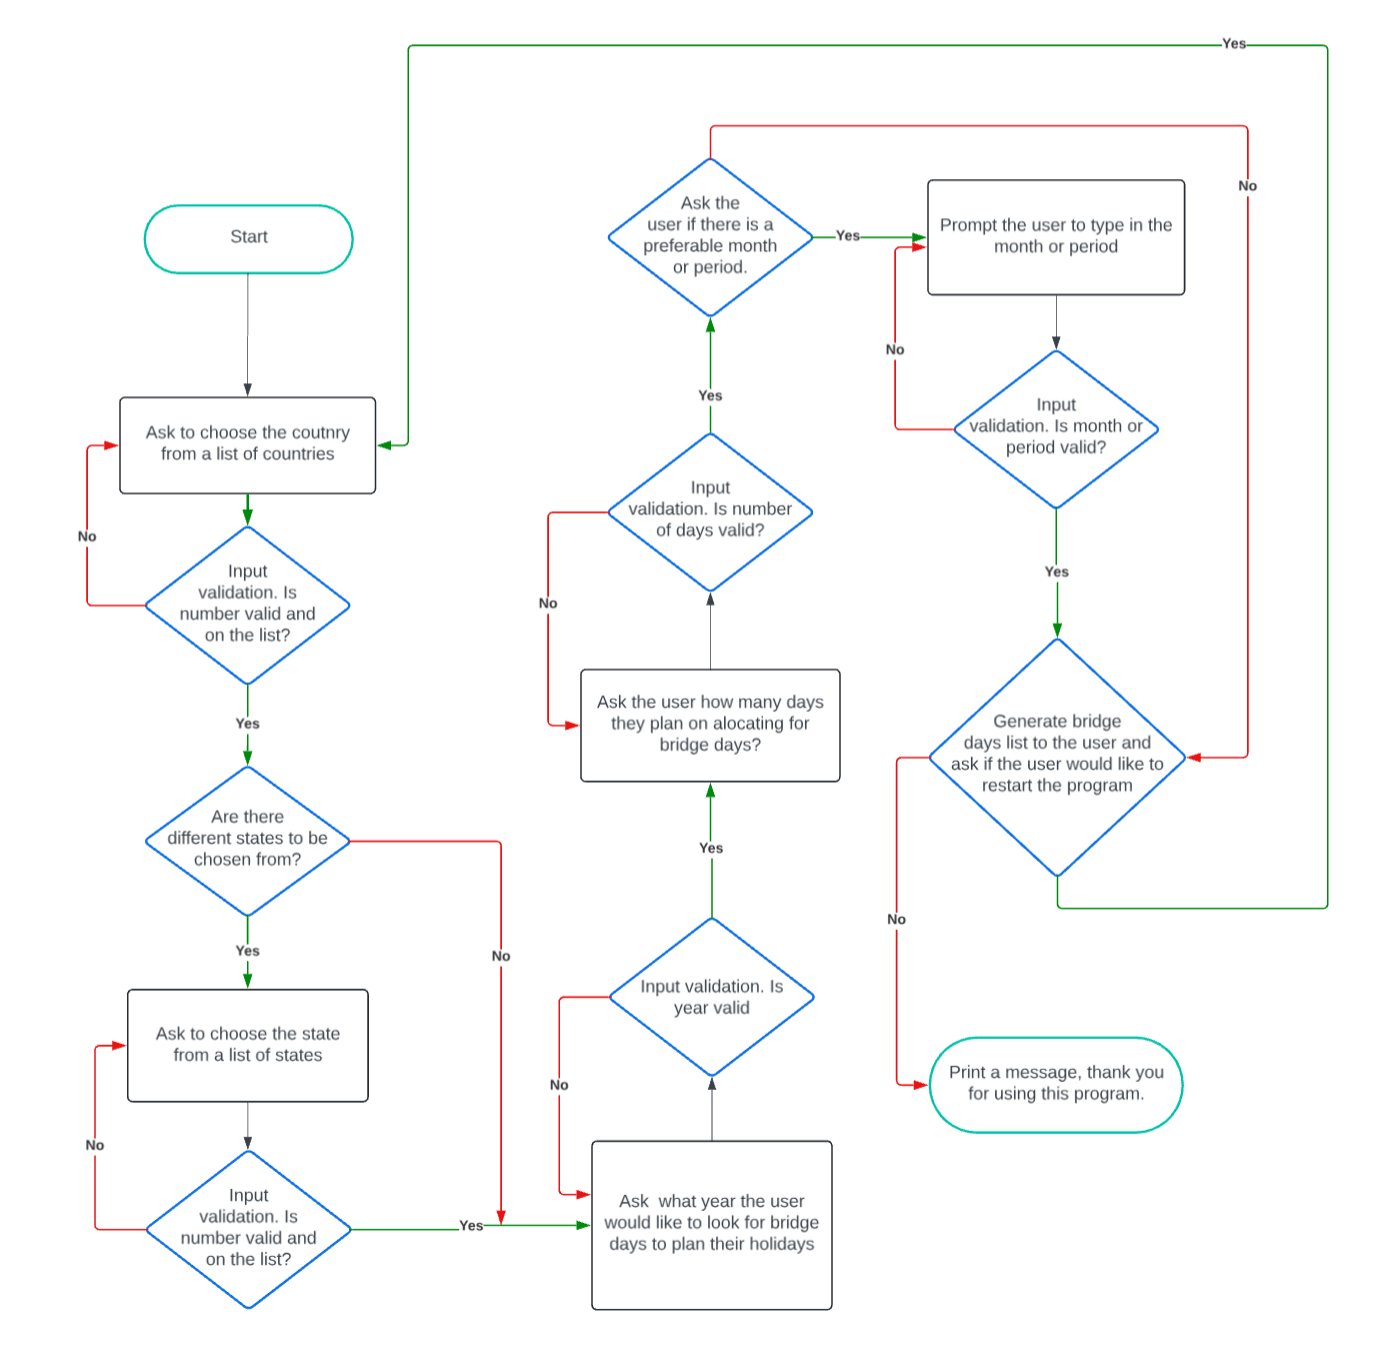 Start
Ask to choose the coutnry
from a list of countries
No
Input
validation. Is
number valid and
on the list?
Yes
Are there
different states to be
chosen from?
Yes
No
Ask to choose the state
from a list of states
No
Input
validation. Is
number valid and
on the list?
Yes
Ask  what year the user
would like to look for bridge
days to plan their holidays
No
Input validation. Is
year valid
Yes
Ask the user how many days
they plan on alocating for
bridge days?
No
Input
validation. Is number
of days valid?
Yes
Ask the
user if there is a
preferable month
or period.
Yes
No
Prompt the user to type in the
month or period
No
Input
validation. Is month or
period valid?
Yes
Generate bridge
days list to the user and
ask if the user would like to
restart the program
Yes
No
Print a message, thank you
for using this program.